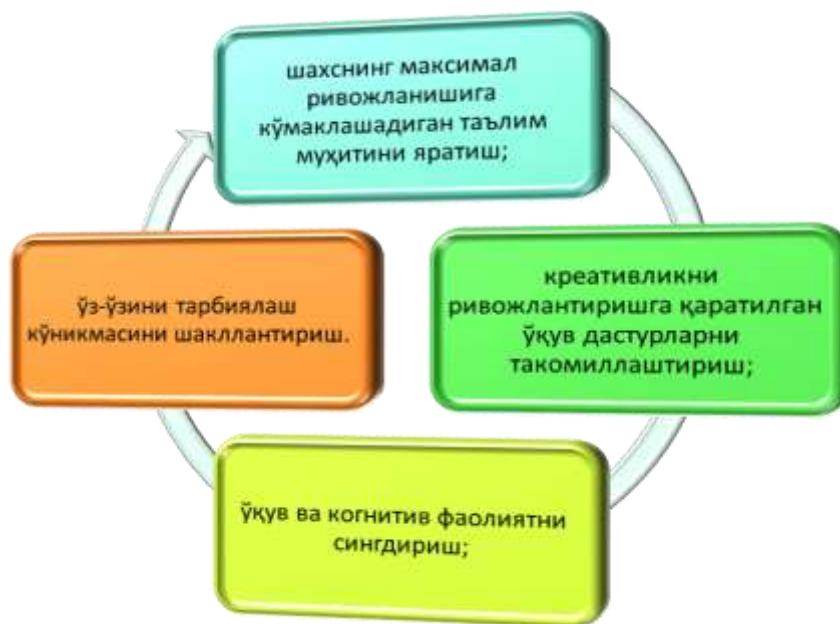 шахснинг максимал
ривожланишига
кўмаклашадиган таълим
муҳитини яратиш;
креативликни
ривожлантиришга қаратилган
ўқув дастурларни
такомиллаштириш;
ўқув ва когнитив фаолиятни
сингдириш;
ўз-ўзини тарбиялаш
кўникмасини шакллантириш.